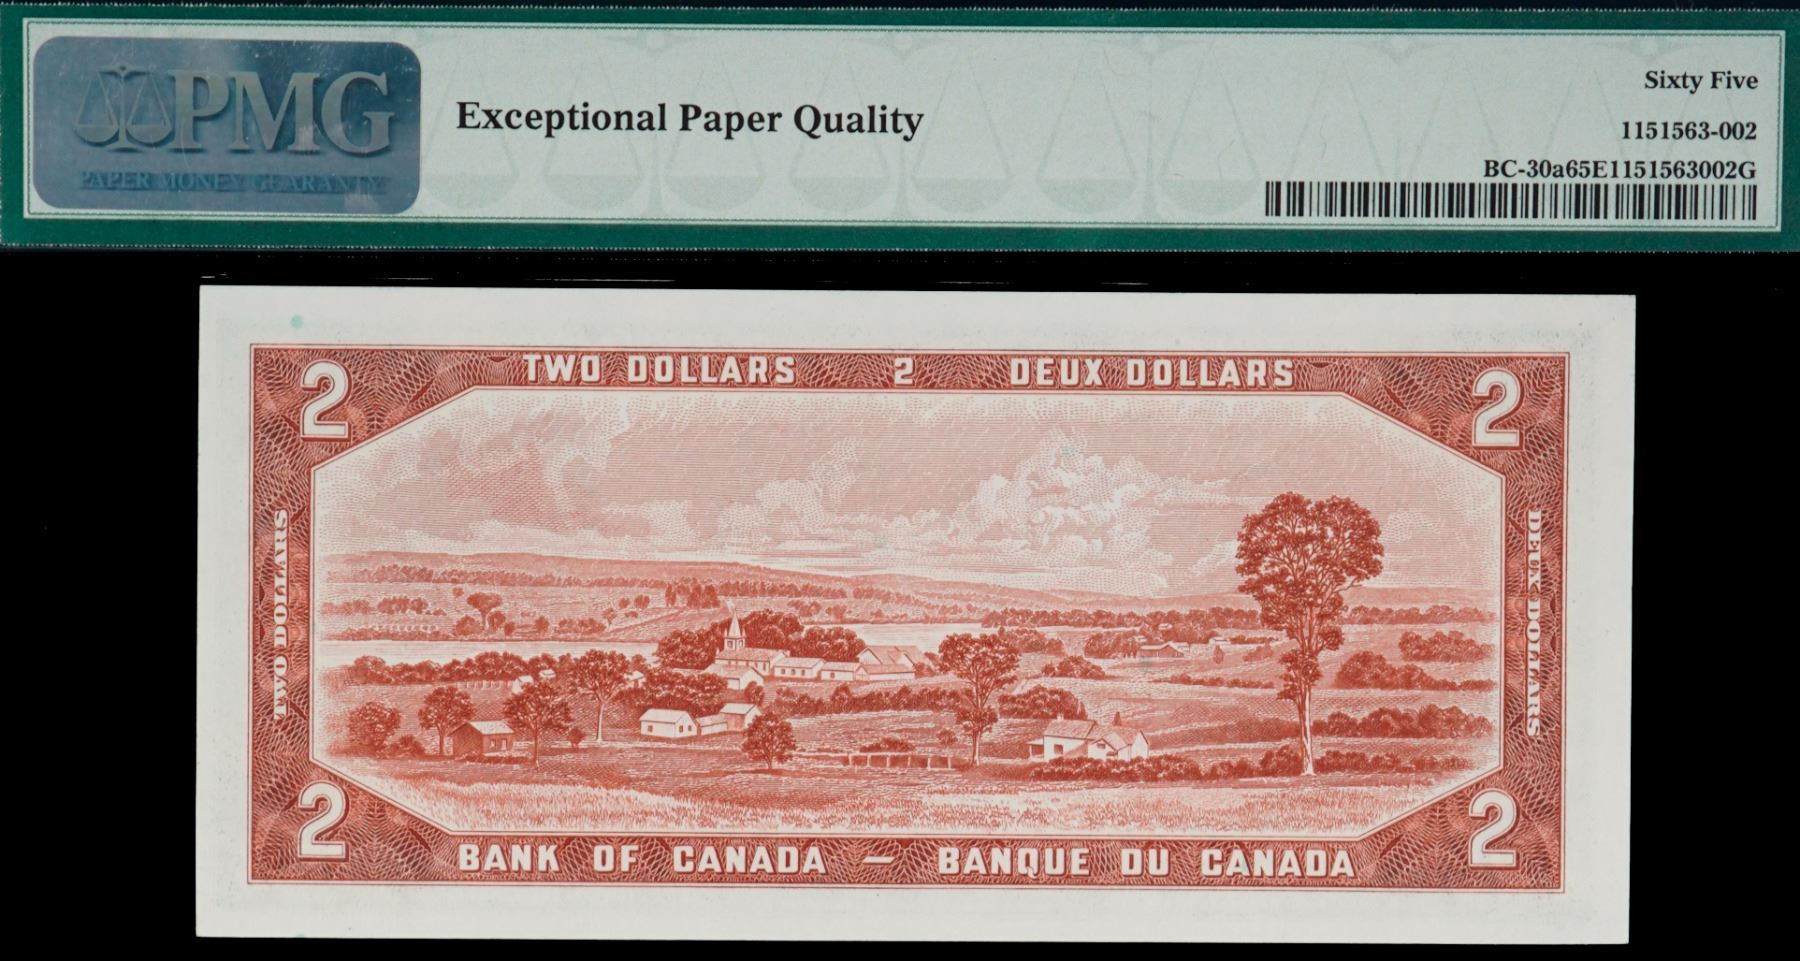 PMG
PAPER MONEY GUARANTY
Exceptional Paper Quality
Sixty Five
1151563-002
BC-30a65E1151563002G
2 TWO DOLLARS 2 DEUX DOLLARS 2
TWO DOLLARS
DEUX DOLLARS
2 BANK OF CANADA — BANQUE DU CANADA 2